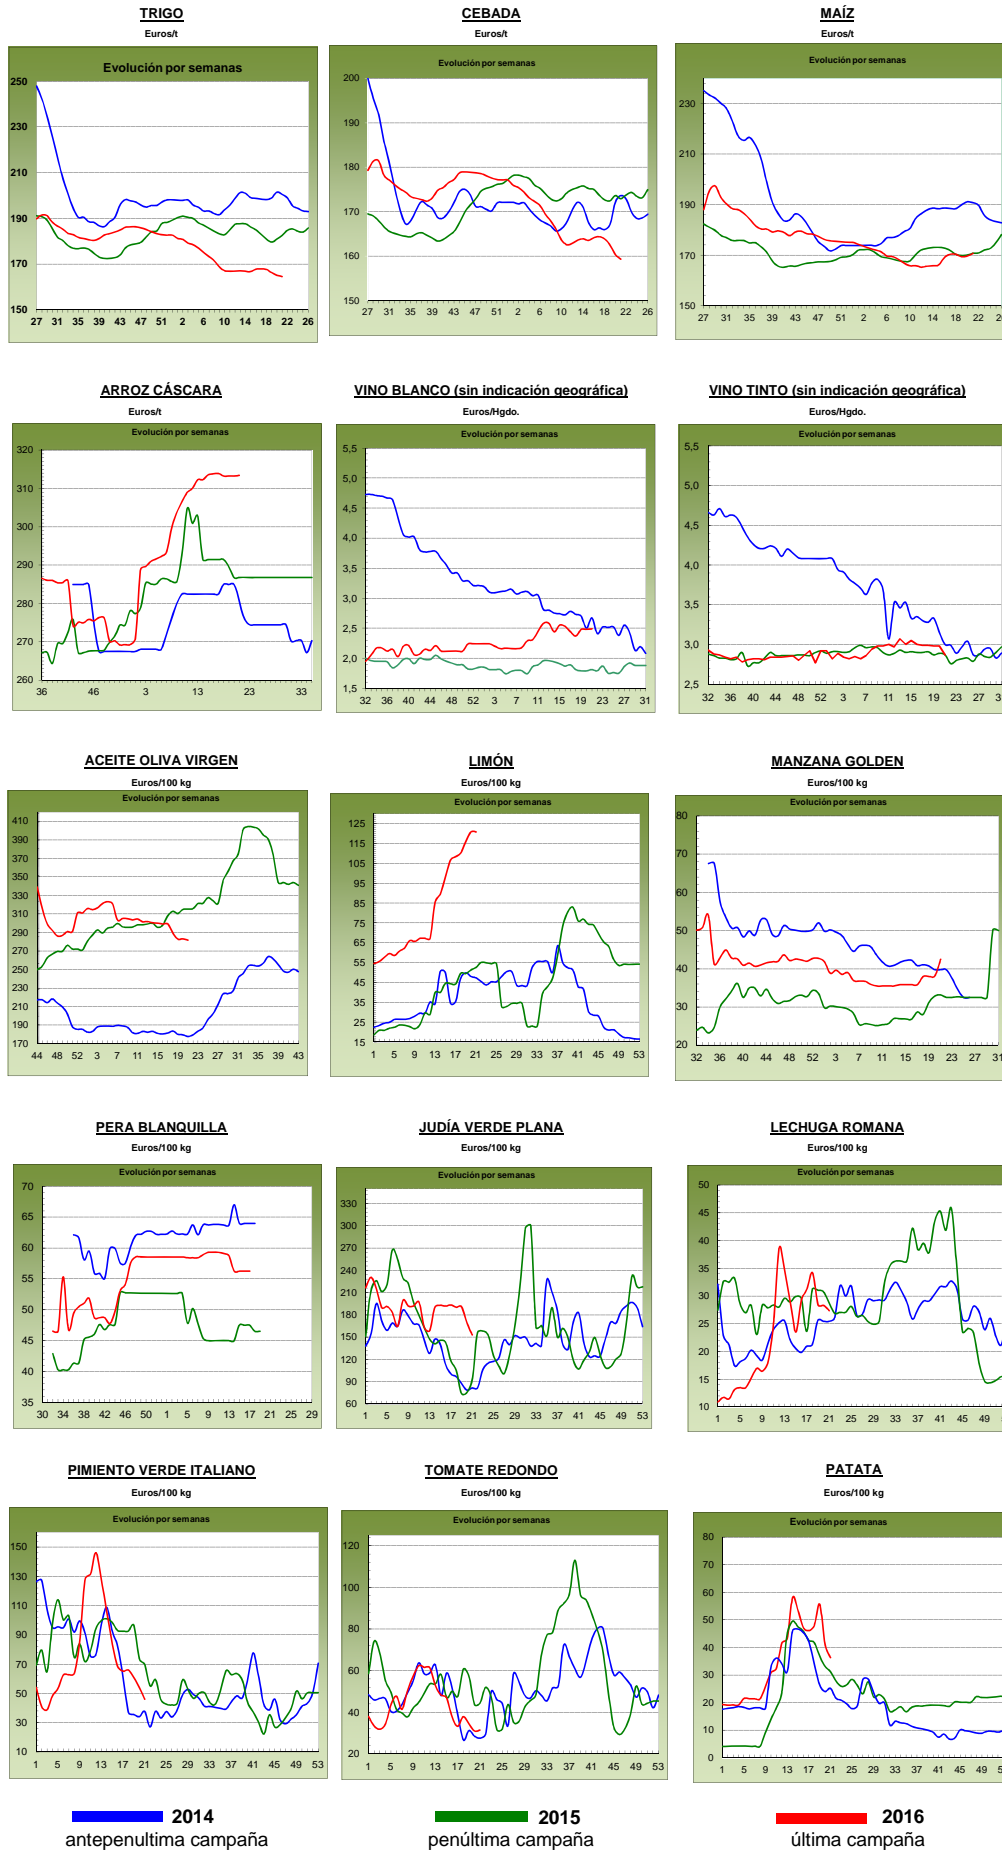 TRIGO
Euros/t
Evolución por semanas
250
230
210
190
170
150
27 31 35 39 43 47 51 2 6 10 14 18 22 26
CEBADA
Euros/t
Evolución por semanas
200
190
180
170
160
150
27 31 35 39 43 47 51 2 6 10 14 18 22 26
MAÍZ
Euros/t
Evolución por semanas
230
210
190
170
150
27 31 35 39 43 47 51 2 6 10 14 18 22
ARROZ CÁSCARA
Euros/t
Evolución por semanas
320
310
300
290
280
270
260
36 46 3 13 23 33
VINO BLANCO (sin indicación geográfica)
Euros/Hgdo.
Evolución por semanas
5,5
5,0
4,5
4,0
3,5
3,0
2,5
2,0
1,5
32 36 40 44 48 52 3 7 11 15 19 23 27 31
VINO TINTO (sin indicación geográfica)
Euros/Hgdo.
Evolución por semanas
5,5
5,0
4,5
4,0
3,5
3,0
2,5
32 36 40 44 48 52 3 7 11 15 19 23 27
ACEITE OLIVA VIRGEN
Euros/100 kg
Evolución por semanas
410
390
370
350
330
310
290
270
250
230
210
190
170
44 48 52 3 7 11 15 19 23 27 31 35 39 43
LIMÓN
Euros/100 kg
Evolución por semanas
125
115
105
95
85
75
65
55
45
35
25
15
1 5 9 13 17 21 25 29 33 37 41 45 49 53
MANZANA GOLDEN
Euros/100 kg
Evolución por semanas
80
70
60
50
40
30
20
32 36 40 44 48 52 3 7 11 15 19 23 27 31
PERA BLANQUILLA
Euros/100 kg
Evolución por semanas
70
65
60
55
50
45
40
35
30 34 38 42 46 50 1 5 9 13 17 21 25 29
JUDÍA VERDE PLANA
Euros/100 kg
Evolución por semanas
330
300
270
240
210
180
150
120
90
60
1 5 9 13 17 21 25 29 33 37 41 45 49 53
LECHUGA ROMANA
Euros/100 kg
Evolución por semanas
50
45
40
35
30
25
20
15
10
1 5 9 13 17 21 25 29 33 37 41 45 49
PIMIENTO VERDE ITALIANO
Euros/100 kg
Evolución por semanas
150
130
110
90
70
50
30
10
1 5 9 13 17 21 25 29 33 37 41 45 49 53
TOMATE REDONDO
Euros/100 kg
Evolución por semanas
120
100
80
60
40
20
1 5 9 13 17 21 25 29 33 37 41 45 49 53
PATATA
Euros/100 kg
Evolución por semanas
80
70
60
50
40
30
20
10
0
1 5 9 13 17 21 25 29 33 37 41 45 49
2014
antepenultima campaña
2015
penúltima campaña
2016
última campaña